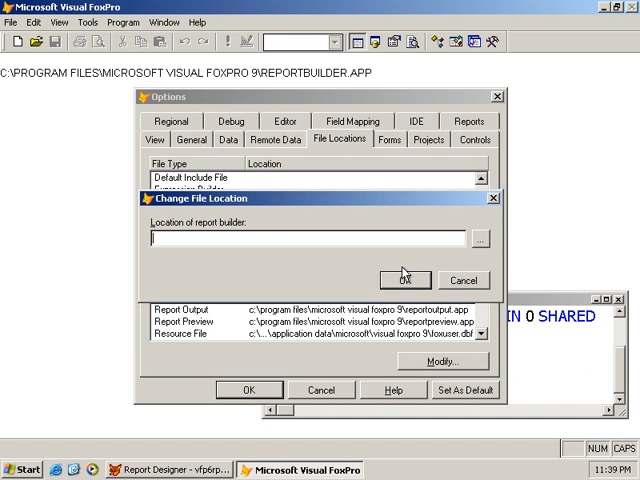 Microsoft Visual FoxPro
File Edit View Tools Program Window Help
C:\PROGRAM FILES\MICROSOFT VISUAL FOXPRO 9\REPORTBUILDER.APP
Options
Regional Debug Editor Field Mapping IDE Reports
View General Data Remote Data File Locations Forms Projects Controls
File Type Location
Default Include File
Expression Builder
Change File Location
Location of report builder:
...
OK Cancel
Report Output c:\program files\microsoft visual foxpro 9\reportoutput.app
Report Preview c:\program files\microsoft visual foxpro 9\reportpreview.app
Resource File c:\...\application data\microsoft\visual foxpro 9\foxuser.dbf
IN 0 SHARED
Modify...
OK Cancel Help Set As Default
NUM CAPS
Start Report Designer - vfp6rp... Microsoft Visual FoxPro 11:39 PM